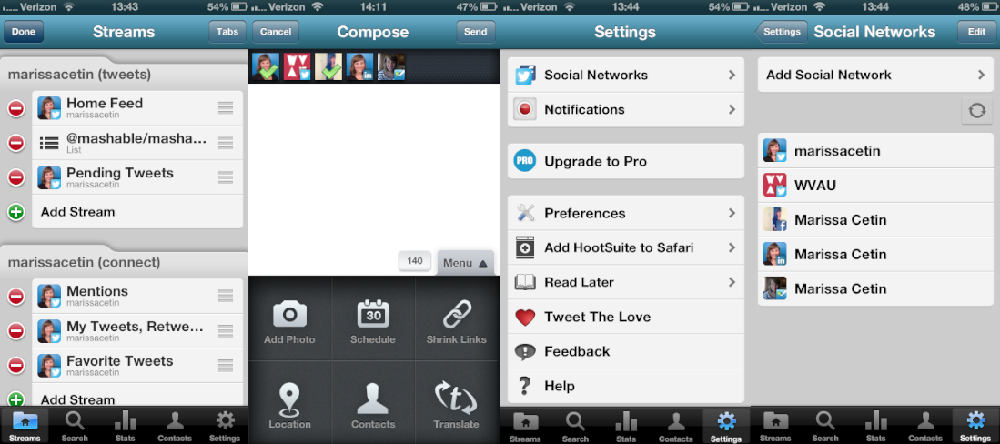 ..... Verizon 13:43 54%
Done Streams Tabs
marissacetin (tweets)
Home Feed
marissacetin
@mashable/masha...
List
Pending Tweets
marissacetin
Add Stream
marissacetin (connect)
Mentions
marissacetin
My Tweets, Retwe...
marissacetin
Favorite Tweets
marissacetin
Add Stream
Streams Search Stats Contacts Settings
..... Verizon 14:11 47%
Cancel Compose Send
140 Menu
Add Photo 30 Schedule Shrink Links
Location Contacts Translate
..... Verizon 13:44 54%
Settings
Social Networks
Notifications
PRO Upgrade to Pro
Preferences
Add HootSuite to Safari
Read Later
Tweet The Love
Feedback
Help
Streams Search Stats Contacts Settings
..... Verizon 13:44 48%
Settings Social Networks Edit
Add Social Network
marissacetin
WVAU
Marissa Cetin
Marissa Cetin
Marissa Cetin
Streams Search Stats Contacts Settings